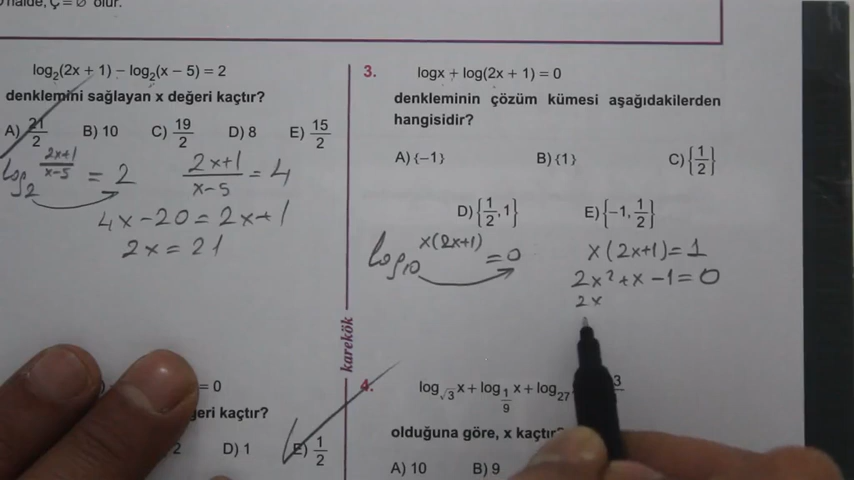 halde, Ç = Ø olur.
log₂(2x + 1) – log₂(x – 5) = 2
denklemini sağlayan x değeri kaçtır?
A) 21/2 B) 10 C) 19/2 D) 8 E) 15/2
log₂ (2x+1)/(x-5) = 2 (2x+1)/(x-5) = 4
4x-20=2x+1
2x = 21
= 0
eri kaçtır?
2 D) 1 E) 1/2
karekök
3. logx + log(2x + 1) = 0
denkleminin çözüm kümesi aşağıdakilerden
hangisidir?
A) {–1} B) {1} C) {1/2}
D) {1/2, 1} E) {–1, 1/2}
log₁₀ x(2x+1) = 0 x(2x+1)=1
2x²+x-1=0
2x
4. log√3 x + log1/9 x + log27 3
olduğuna göre, x kaçtır?
A) 10 B) 9